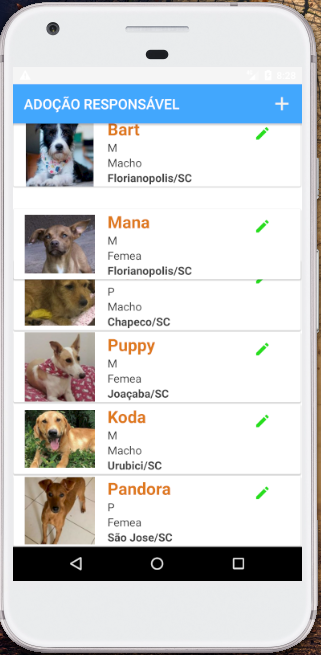 8:26
ADOÇÃO RESPONSÁVEL
Bart
M
Macho
Florianopolis/SC
Mana
M
Femea
Florianopolis/SC
P
Macho
Chapeco/SC
Puppy
M
Femea
Joaçaba/SC
Koda
M
Macho
Urubici/SC
Pandora
P
Femea
São Jose/SC